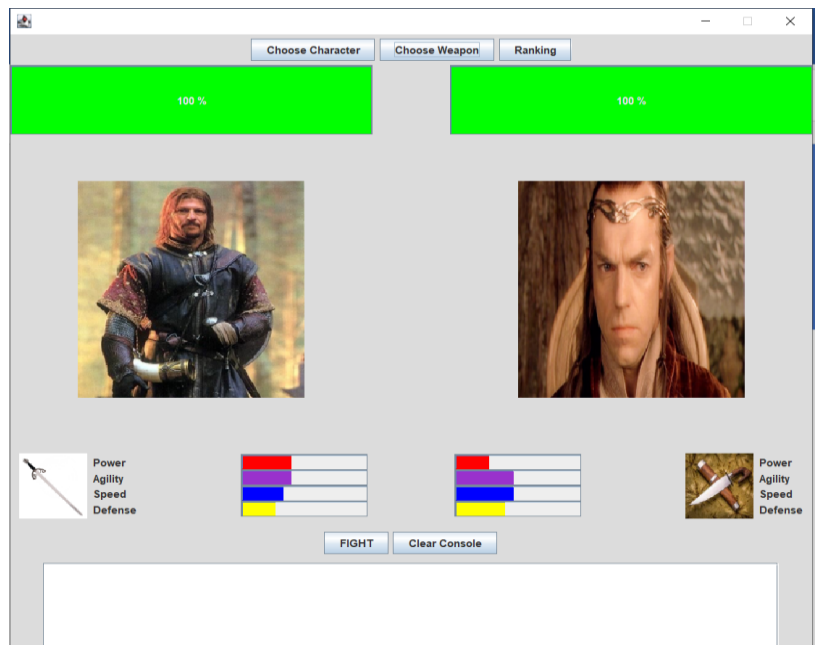 Choose Character Choose Weapon Ranking
100 % 100 %
Power Power
Agility Agility
Speed Speed
Defense Defense
FIGHT Clear Console